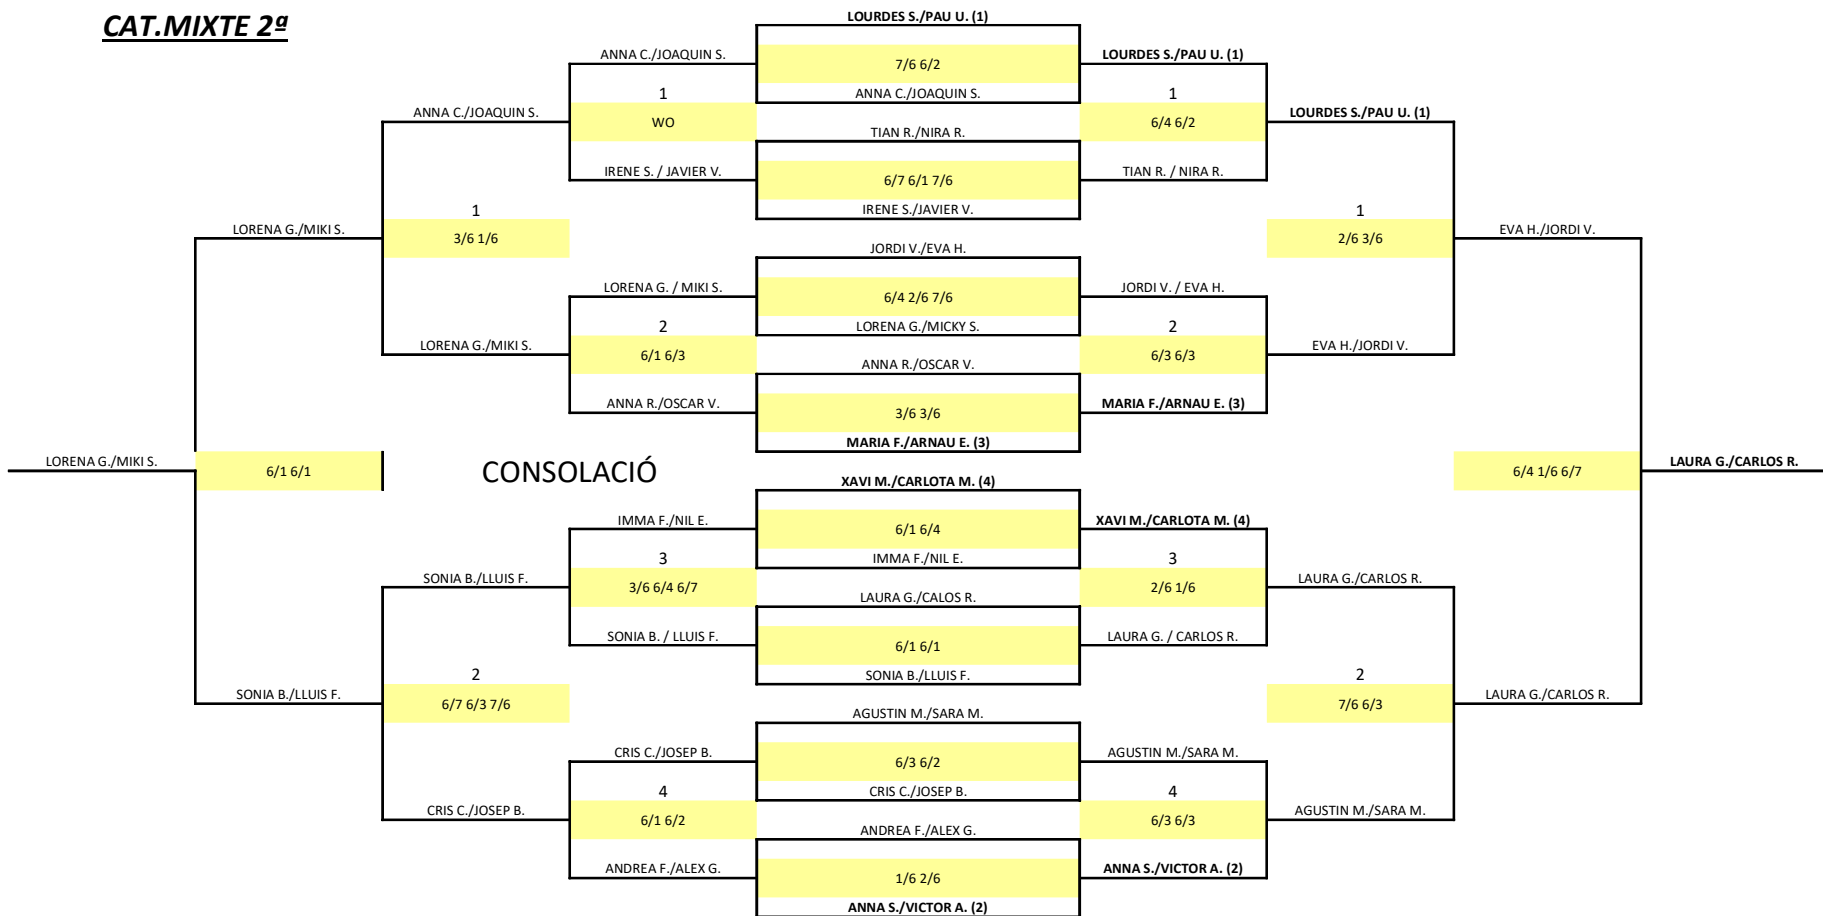 CAT.MIXTE 2ª
LOURDES S./PAU U. (1)
ANNA C./JOAQUIN S.
7/6 6/2
LOURDES S./PAU U. (1)
1
ANNA C./JOAQUIN S.
1
ANNA C./JOAQUIN S.
WO
TIAN R./NIRA R.
6/4 6/2
LOURDES S./PAU U. (1)
IRENE S. / JAVIER V.
6/7 6/1 7/6
TIAN R. / NIRA R.
1
IRENE S./JAVIER V.
1
LORENA G./MIKI S.
3/6 1/6
JORDI V./EVA H.
2/6 3/6
EVA H./JORDI V.
LORENA G. / MIKI S.
6/4 2/6 7/6
JORDI V. / EVA H.
2
LORENA G./MICKY S.
2
LORENA G./MIKI S.
6/1 6/3
ANNA R./OSCAR V.
6/3 6/3
EVA H./JORDI V.
ANNA R./OSCAR V.
3/6 3/6
MARIA F./ARNAU E. (3)
MARIA F./ARNAU E. (3)
LORENA G./MIKI S.
6/1 6/1
CONSOLACIÓ
XAVI M./CARLOTA M. (4)
6/4 1/6 6/7
LAURA G./CARLOS R.
IMMA F./NIL E.
6/1 6/4
XAVI M./CARLOTA M. (4)
3
IMMA F./NIL E.
3
SONIA B./LLUIS F.
3/6 6/4 6/7
LAURA G./CALOS R.
2/6 1/6
LAURA G./CARLOS R.
SONIA B. / LLUIS F.
6/1 6/1
LAURA G. / CARLOS R.
2
SONIA B./LLUIS F.
2
SONIA B./LLUIS F.
6/7 6/3 7/6
AGUSTIN M./SARA M.
7/6 6/3
LAURA G./CARLOS R.
CRIS C./JOSEP B.
6/3 6/2
AGUSTIN M./SARA M.
4
CRIS C./JOSEP B.
4
CRIS C./JOSEP B.
6/1 6/2
ANDREA F./ALEX G.
6/3 6/3
AGUSTIN M./SARA M.
ANDREA F./ALEX G.
1/6 2/6
ANNA S./VICTOR A. (2)
ANNA S./VICTOR A. (2)